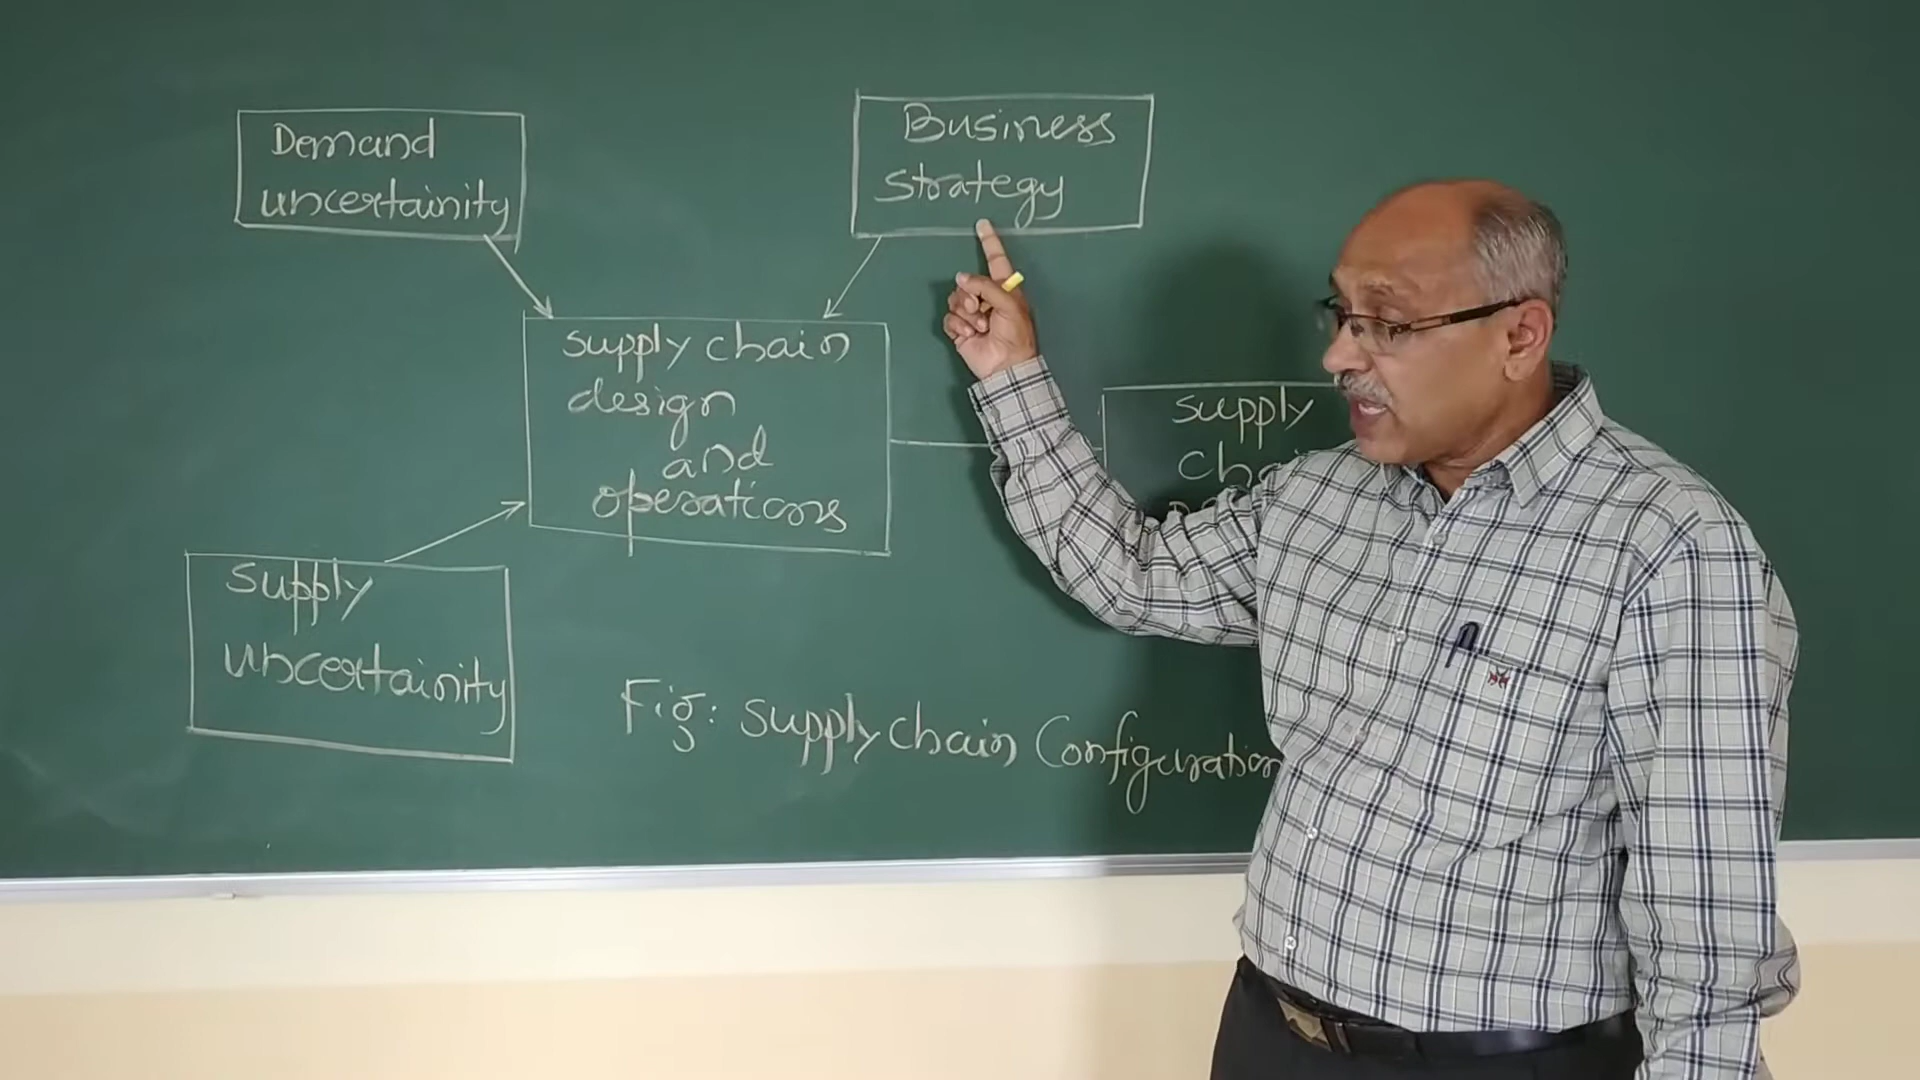 Demand
uncertainity
Business
strategy
supply chain
design
and
operations
supply
Supply
uncertainity
Fig: Supply chain Configuration